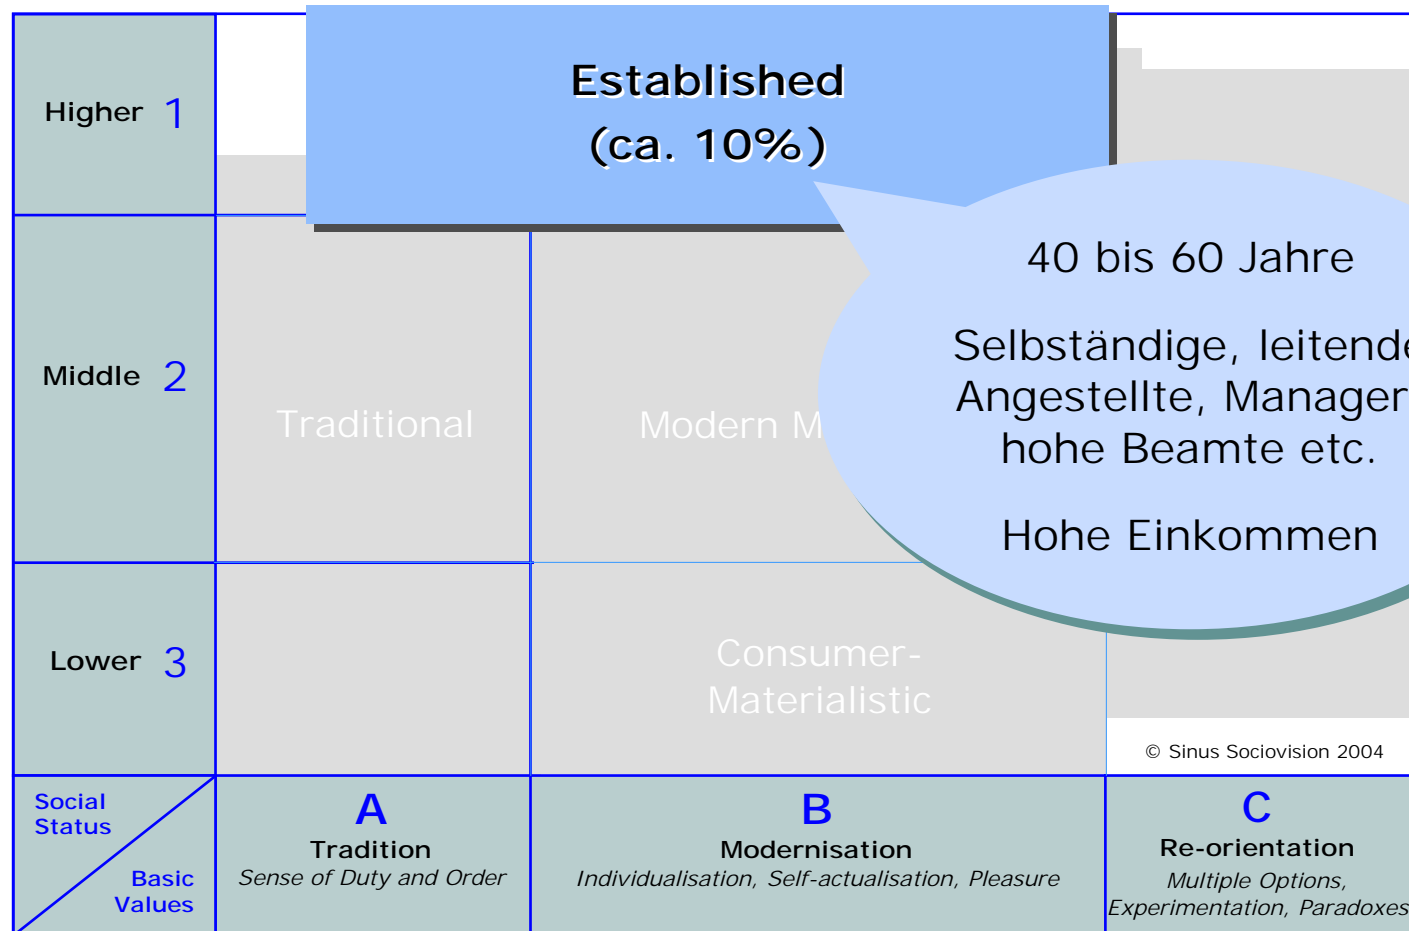 Established
(ca. 10%)
Higher 1
40 bis 60 Jahre
Selbständige, leitende
Angestellte, Manager
hohe Beamte etc.
Hohe Einkommen
Middle 2
Traditional
Modern M
Lower 3
Consumer-
Materialistic
© Sinus Sociovision 2004
Social
Status
Basic
Values
A
Tradition
Sense of Duty and Order
B
Modernisation
Individualisation, Self-actualisation, Pleasure
C
Re-orientation
Multiple Options,
Experimentation, Paradoxes